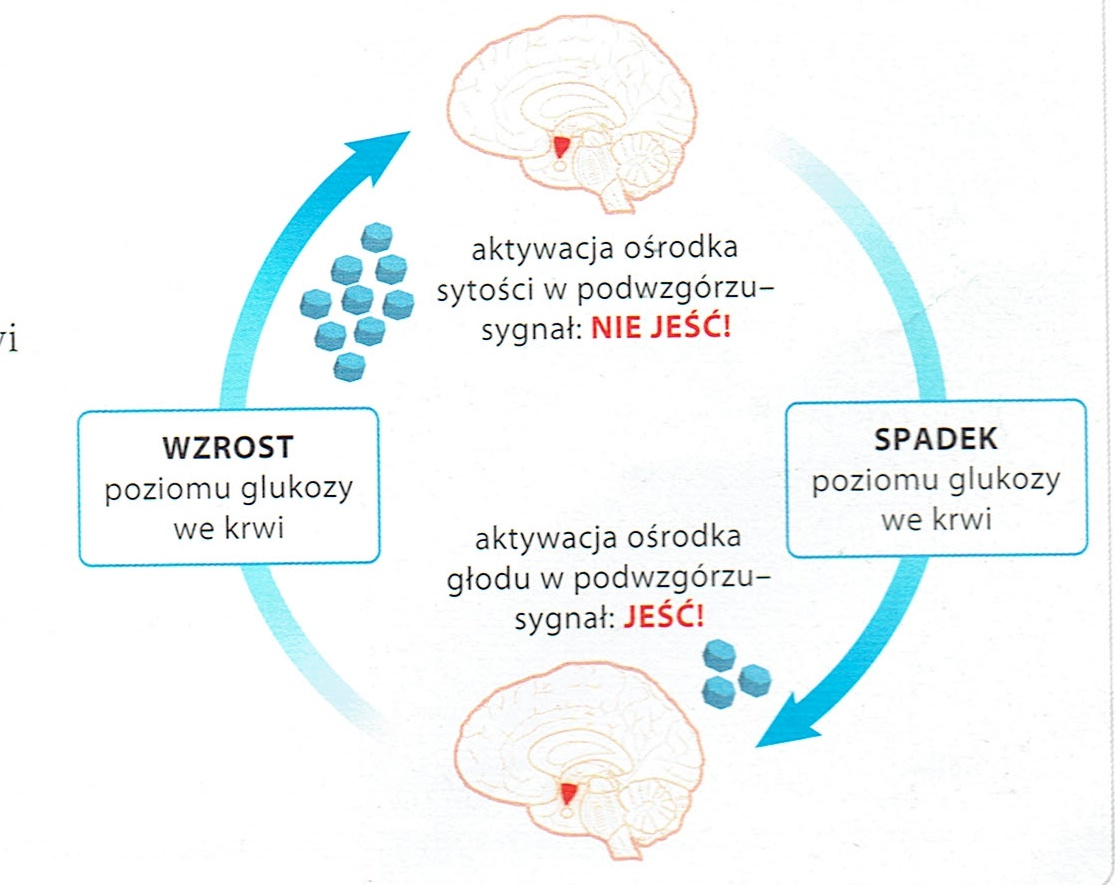 aktywacja ośrodka
sytości w podwzgórzu–
sygnał: NIE JEŚĆ!
WZROST
poziomu glukozy
we krwi
SPADEK
poziomu glukozy
we krwi
aktywacja ośrodka
głodu w podwzgórzu–
sygnał: JEŚĆ!